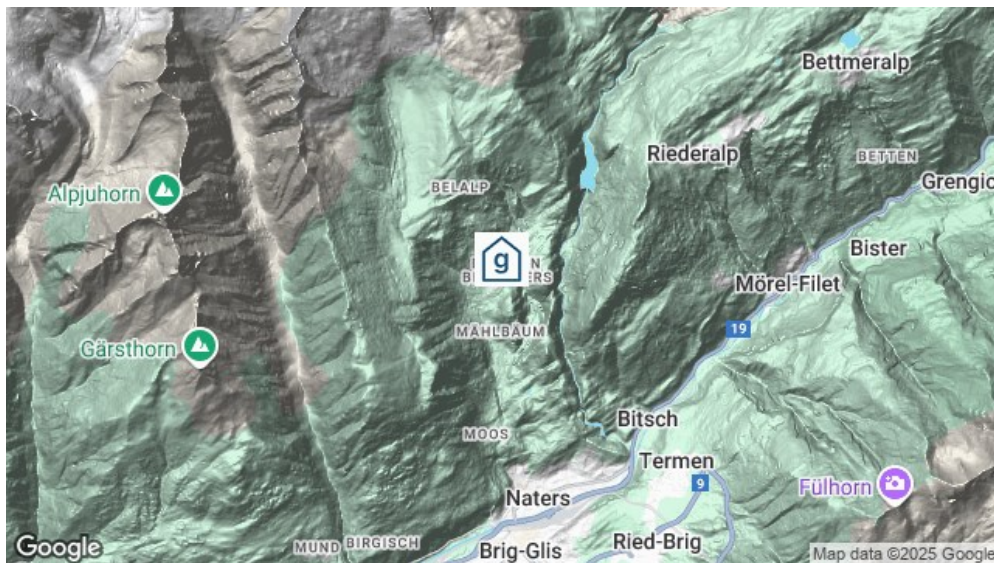 Bettmeralp
Riederalp
BETTEN
Grengio
Alpjuhorn
BELALP
Bister
g
Mörel-Filet
MÄHLBÄUM
19
Gärsthorn
Bitsch
MOOS
Termen
9
Fülhorn
Naters
Ried-Brig
MUND
BIRGISCH
Brig-Glis
Google
Map data ©2025 Google